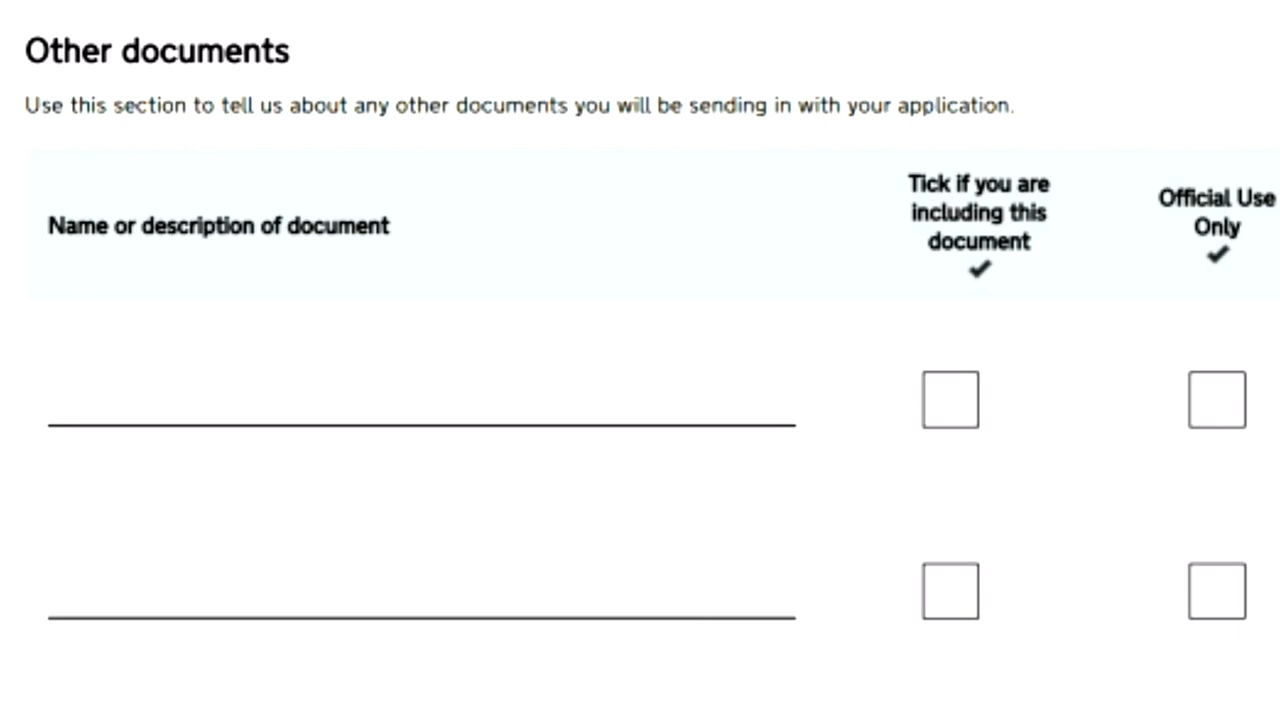 Other documents
Use this section to tell us about any other documents you will be sending in with your application.
Name or description of document
Tick if you are
including this
document
✔
Official Use
Only
✔